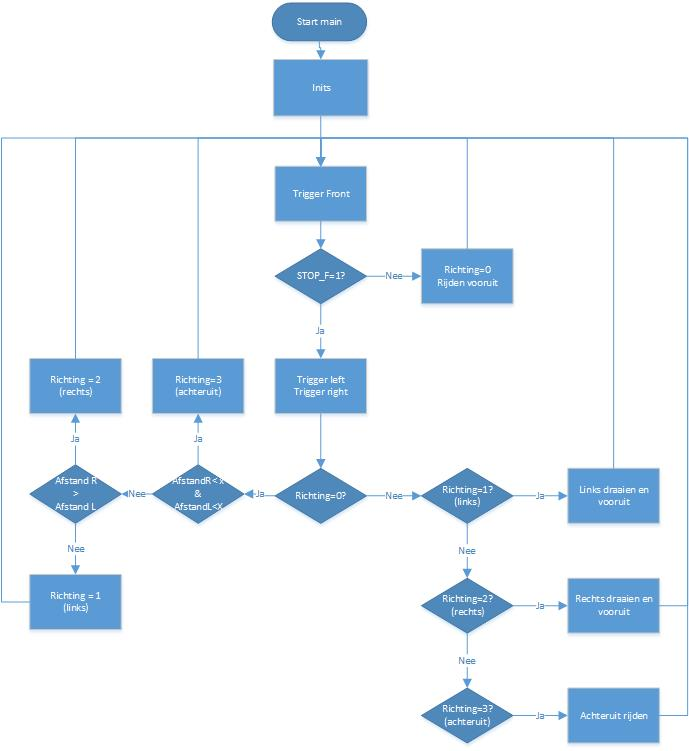 Start main
Inits
Trigger Front
STOP_F=1?
Nee
Richting=0
Rijden vooruit
Ja
Richting = 2
(rechts)
Richting=3
(achteruit)
Trigger left
Trigger right
Ja
Ja
Afstand R
>
Afstand L
Nee
AfstandR< x
&
AfstandL<X
Ja
Richting=0?
Nee
Richting=1?
(links)
Ja
Links draaien en
vooruit
Nee
Nee
Richting = 1
(links)
Richting=2?
(rechts)
Ja
Rechts draaien en
vooruit
Nee
Richting=3?
(achteruit)
Ja
Achteruit rijden